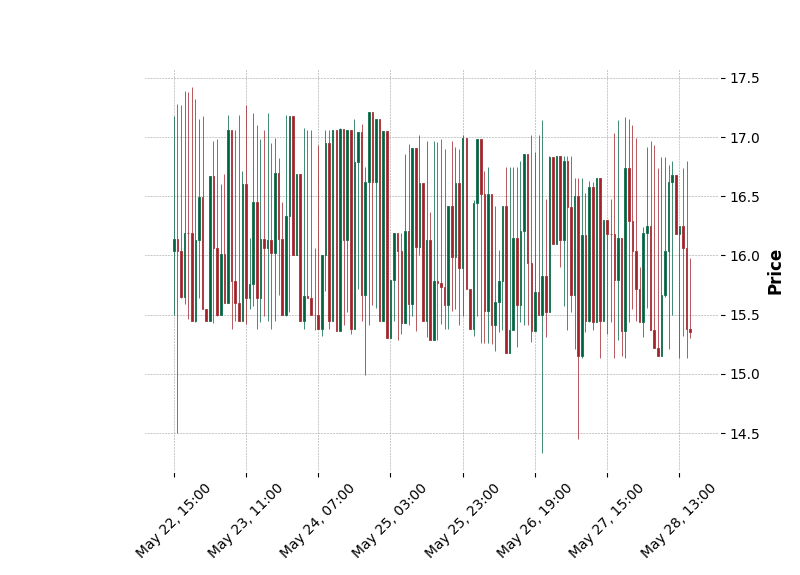 17.5
17.0
16.5
16.0
15.5
15.0
14.5
Price
May 22, 15:00
May 23, 11:00
May 24, 07:00
May 25, 03:00
May 25, 23:00
May 26, 19:00
May 27, 15:00
May 28, 13:00